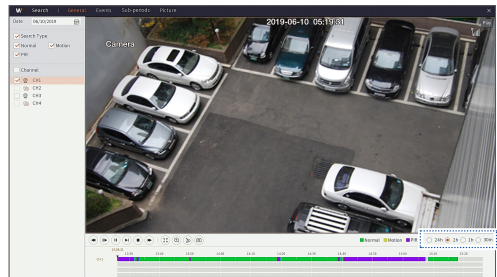 W Search General Events Sub-periods Picture
Date 06/10/2019
2019-06-10 05:19:31
Search Type
Normal Motion
PIR
Camera
Channel
CH1
CH2
CH3
CH4
Normal Motion PIR 24h 2h 1h 30m
CH1